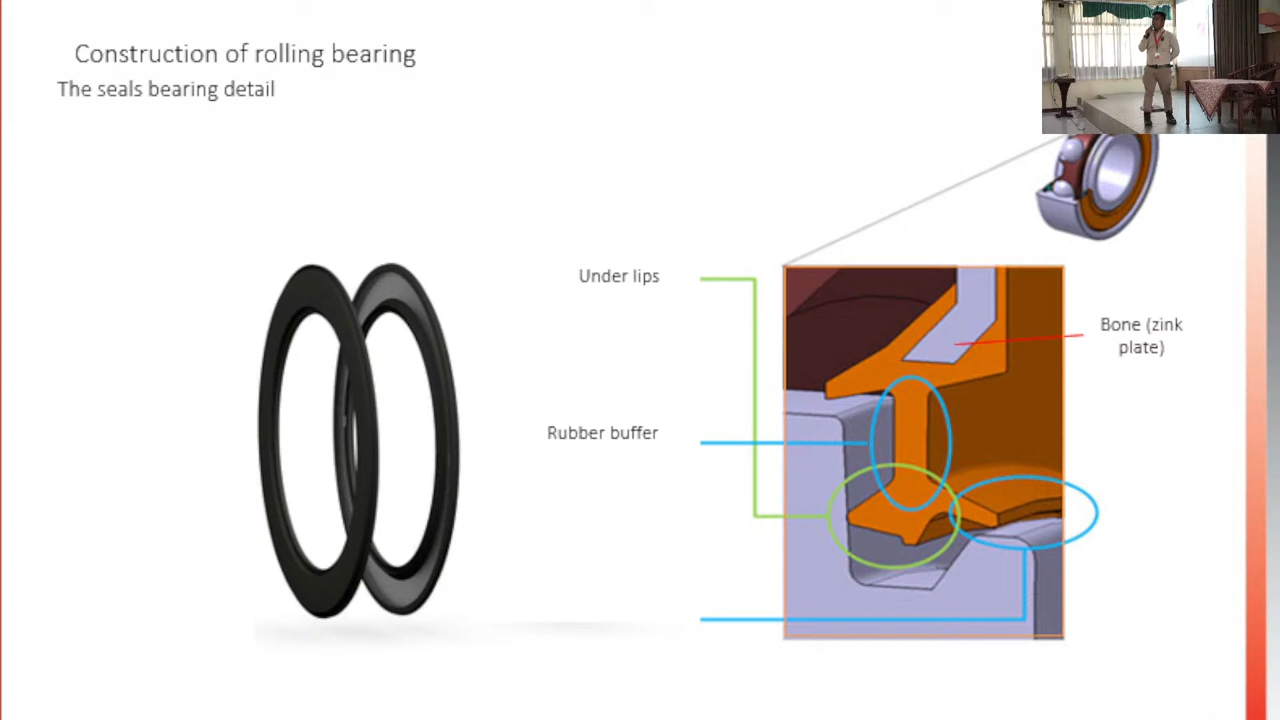 Construction of rolling bearing
The seals bearing detail
Under lips
Bone (zink
plate)
Rubber buffer